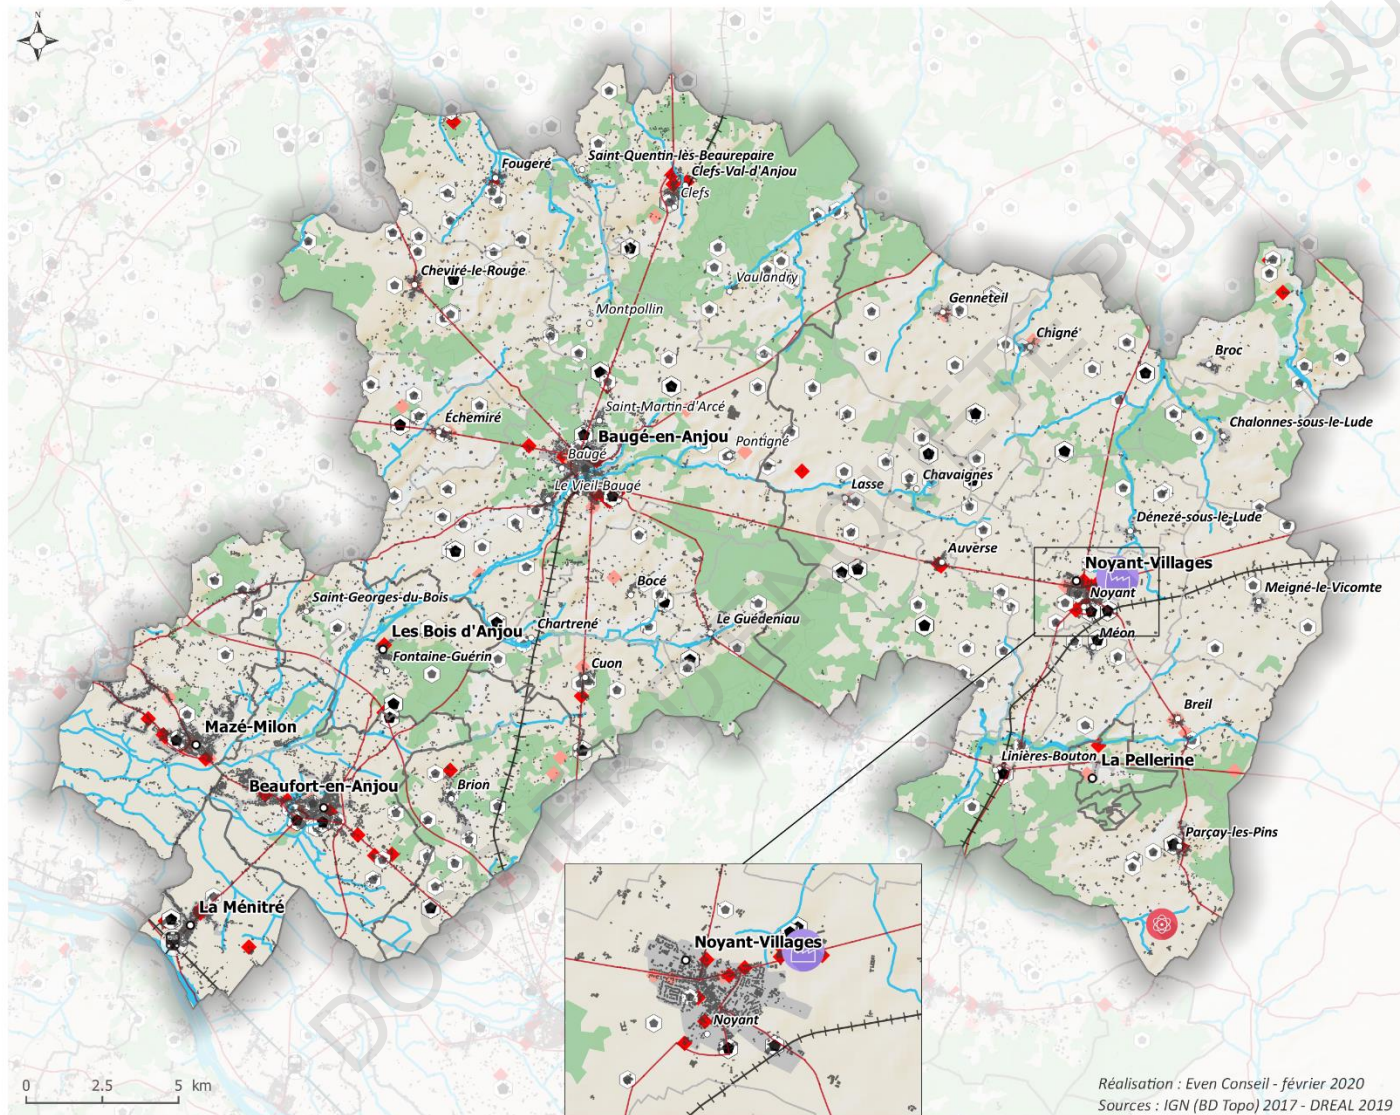 N
DOSSIER D'ENQUETE PUBLIQUE
Fougeré
Saint-Quentin-lès-Beaurepaire
Clefs-Val-d'Anjou
Clefs
Cheviré-le-Rouge
Vaulandry
Montpollin
Genneteil
Chigné
Broc
Échemiré
Saint-Martin-d'Arcé
Chalonnes-sous-le-Lude
Baugé-en-Anjou
Pontigné
Baugé
Le Vieil-Baugé
Lasse
Chavaignes
Dénezé-sous-le-Lude
Auverse
Noyant-Villages
Noyant
Meigné-le-Vicomte
Bocé
Saint-Georges-du-Bois
Chartrené
Le Guédeniau
Les Bois d'Anjou
Méon
Fontaine-Guérin
Cuon
Breil
Mazé-Milon
Linières-Bouton
La Pellerine
Beaufort-en-Anjou
Brion
Parçay-les-Pins
La Ménitré
Noyant-Villages
Noyant
0 2.5 5 km
Réalisation : Even Conseil - février 2020
Sources : IGN (BD Topo) 2017 - DREAL 2019